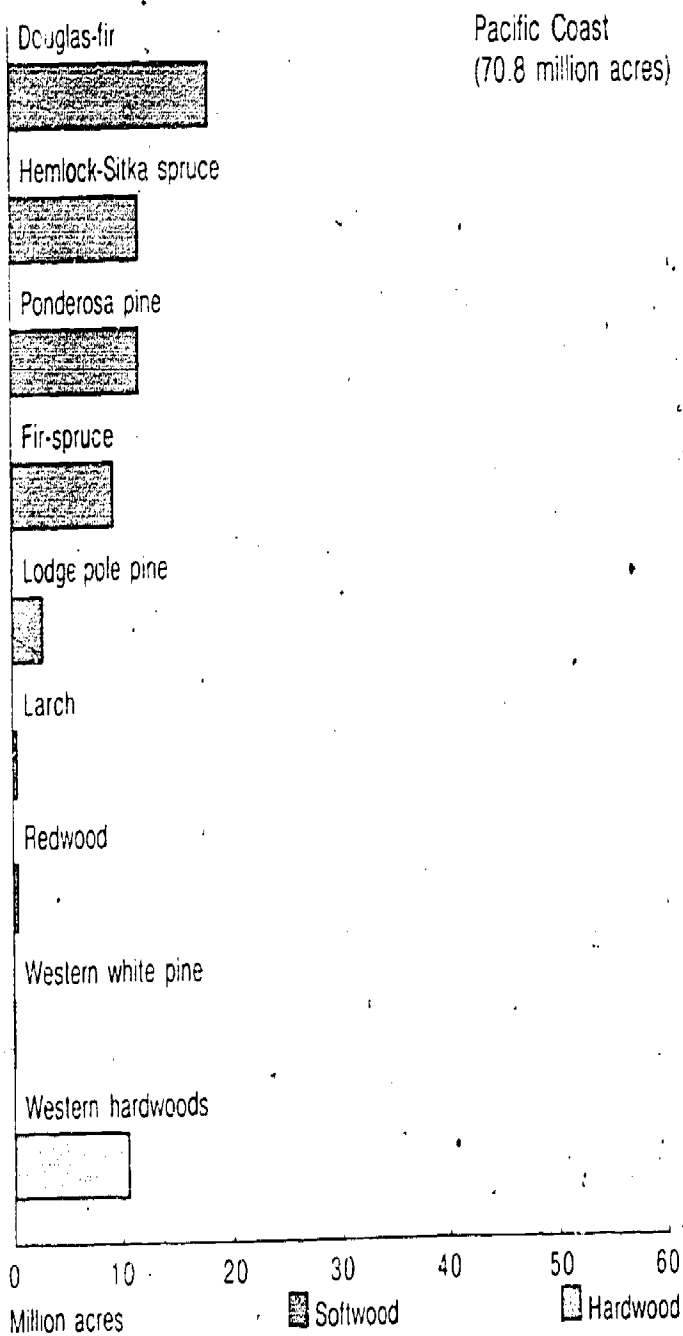 Pacific Coast
(70.8 million acres)
Douglas-fir
Hemlock-Sitka spruce
Ponderosa pine
Fir-spruce
Lodge pole pine
Larch
Redwood
Western white pine
Western hardwoods
0 10 20 30 40 50 60
Million acres Softwood Hardwood